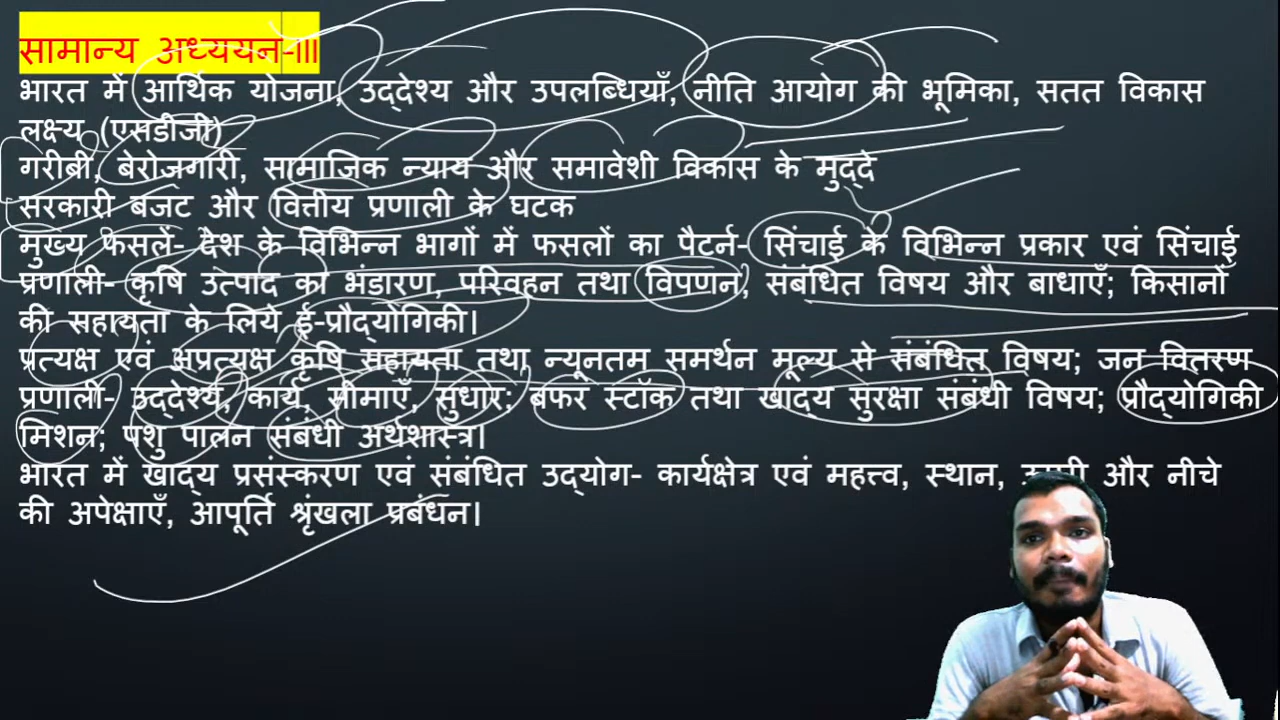 सामान्य अध्ययन-III
भारत में आर्थिक योजना, उद्देश्य और उपलब्धियाँ, नीति आयोग की भूमिका, सतत विकास
लक्ष्य (एसडीजी)
गरीबी, बेरोजगारी, सामाजिक न्याय और समावेशी विकास के मुद्दे
सरकारी बजट और वित्तीय प्रणाली के घटक
मुख्य फसलें- देश के विभिन्न भागों में फसलों का पैटर्न- सिंचाई के विभिन्न प्रकार एवं सिंचाई
प्रणाली- कृषि उत्पाद का भंडारण, परिवहन तथा विपणन, संबंधित विषय और बाधाएँ; किसानों
की सहायता के लिये ई-प्रौद्योगिकी।
प्रत्यक्ष एवं अप्रत्यक्ष कृषि सहायता तथा न्यूनतम समर्थन मूल्य से संबंधित विषय; जन वितरण
प्रणाली- उद्देश्य, कार्य, सीमाएँ, सुधार; बफर स्टॉक तथा खाद्य सुरक्षा संबंधी विषय; प्रौद्योगिकी
मिशन; पशु पालन संबंधी अर्थशास्त्र।
भारत में खाद्य प्रसंस्करण एवं संबंधित उद्योग- कार्यक्षेत्र एवं महत्त्व, स्थान, और नीचे
की अपेक्षाएँ, आपूर्ति श्रृंखला प्रबंधन।